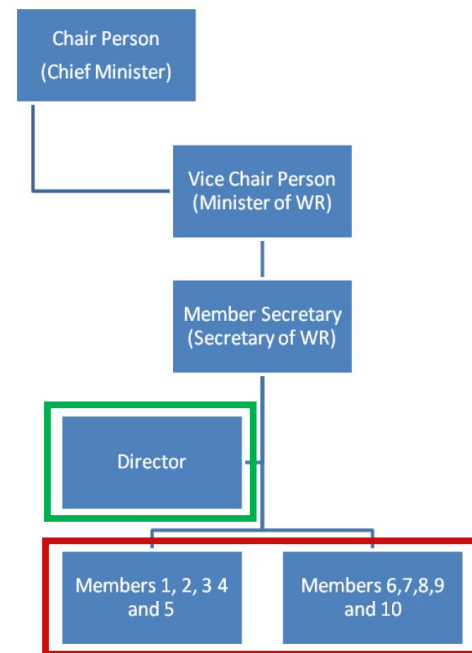 Chair Person
(Chief Minister)
Vice Chair Person
(Minister of WR)
Member Secretary
(Secretary of WR)
Director
Members 1, 2, 3 4
and 5
Members 6,7,8,9
and 10